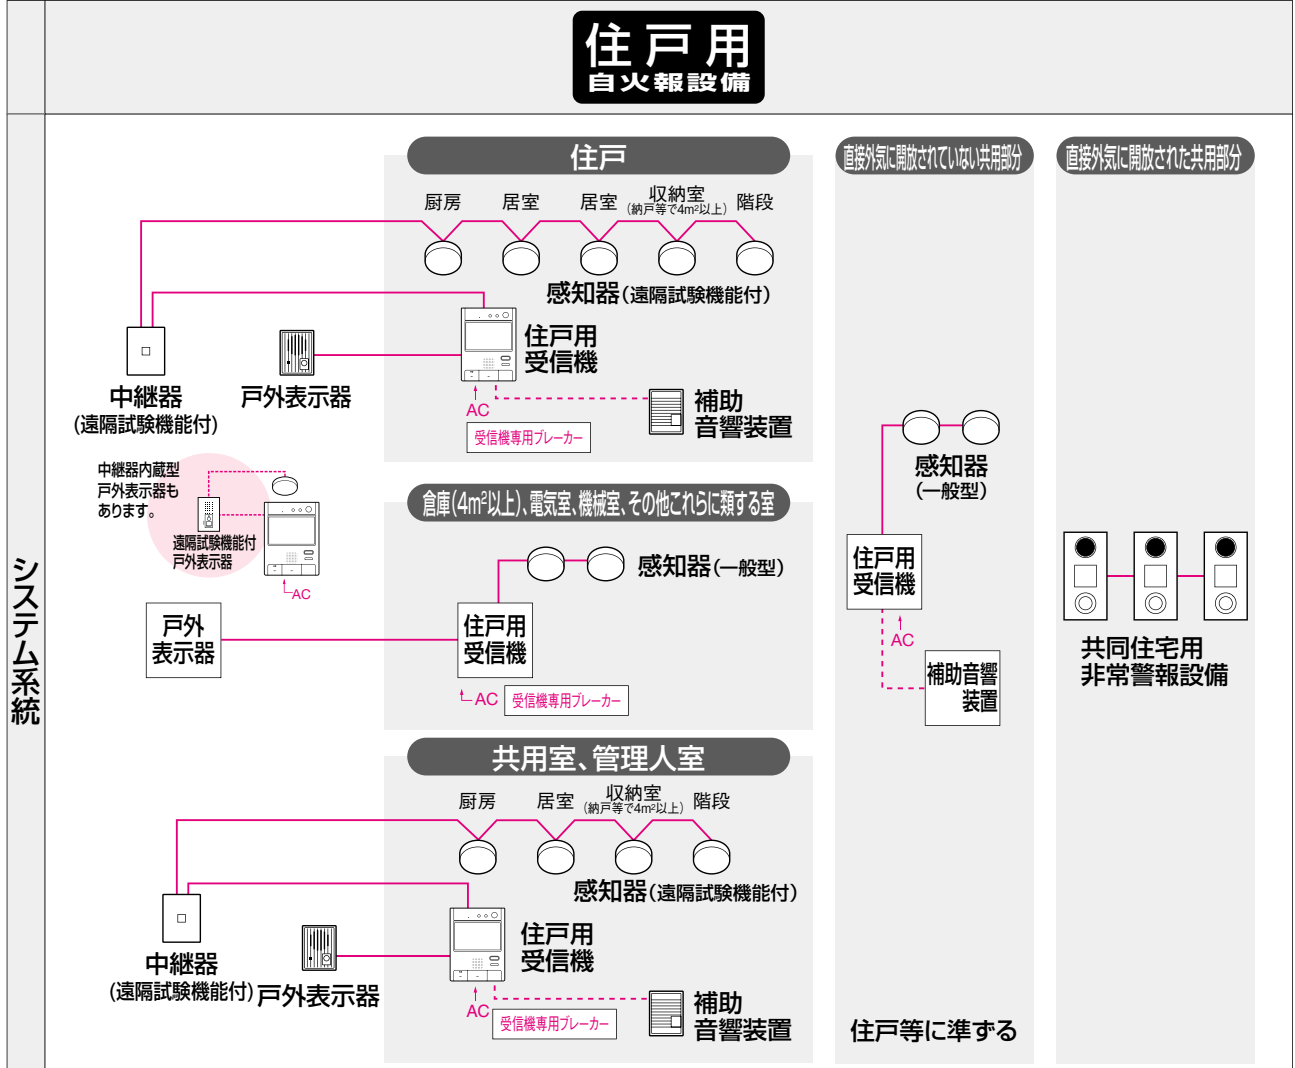 住戸用
自火報設備
システム系統
住戸
厨房
居室
居室
収納室
(納戸等で4m²以上)
階段
感知器(遠隔試験機能付)
住戸用
受信機
中継器
(遠隔試験機能付)
戸外表示器
AC
受信機専用ブレーカー
補助
音響装置
中継器内蔵型
戸外表示器も
あります。
遠隔試験機能付
戸外表示器
AC
倉庫(4m²以上)、電気室、機械室、その他これらに類する室
感知器(一般型)
戸外
表示器
住戸用
受信機
AC
受信機専用ブレーカー
共用室、管理人室
厨房
居室
収納室
(納戸等で4m²以上)
階段
感知器(遠隔試験機能付)
住戸用
受信機
中継器
(遠隔試験機能付)
戸外表示器
AC
受信機専用ブレーカー
補助
音響装置
直接外気に開放されていない共用部分
感知器
(一般型)
住戸用
受信機
AC
補助音響
装置
住戸等に準ずる
直接外気に開放された共用部分
共同住宅用
非常警報設備